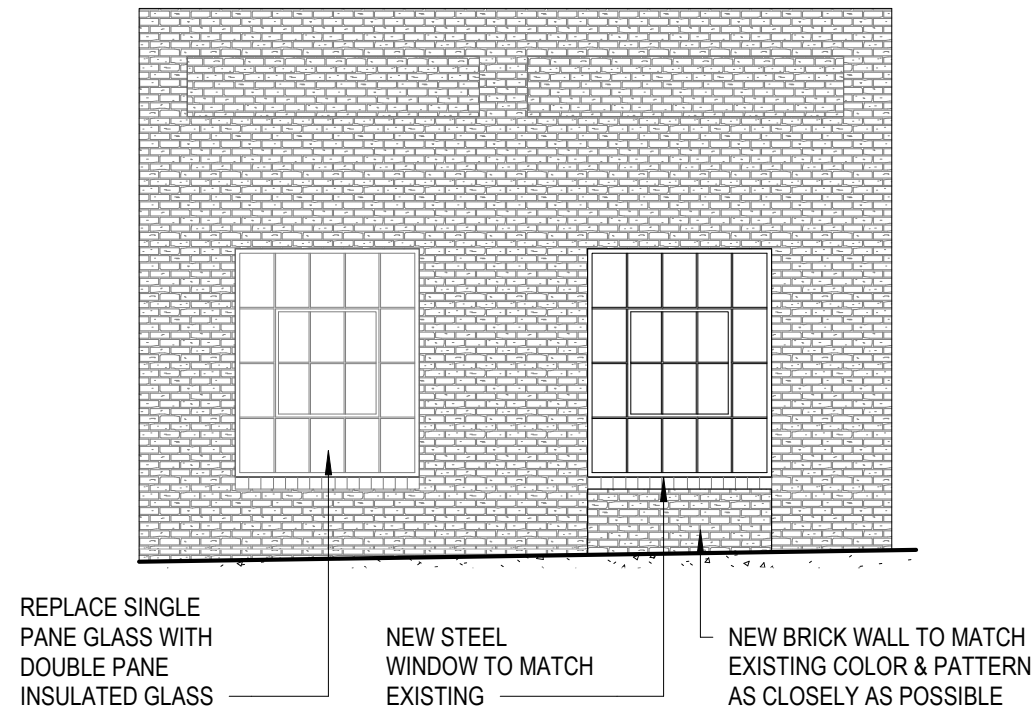 REPLACE SINGLE
PANE GLASS WITH
DOUBLE PANE
INSULATED GLASS
NEW STEEL
WINDOW TO MATCH
EXISTING
NEW BRICK WALL TO MATCH
EXISTING COLOR & PATTERN
AS CLOSELY AS POSSIBLE